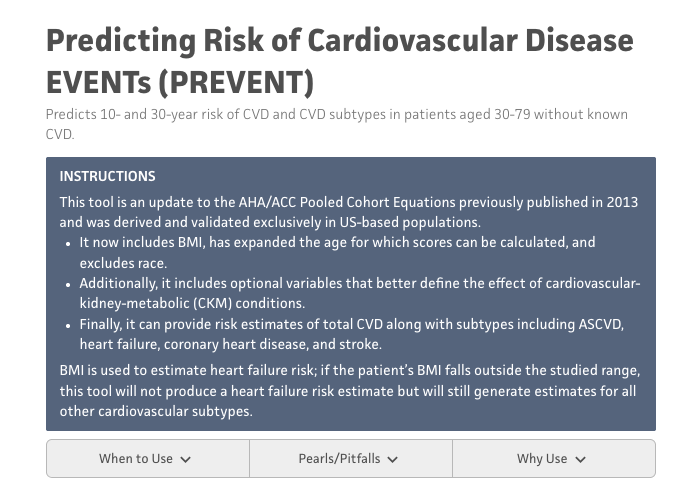 Predicting Risk of Cardiovascular Disease
EVENTs (PREVENT)
Predicts 10- and 30-year risk of CVD and CVD subtypes in patients aged 30-79 without known
CVD.
INSTRUCTIONS
This tool is an update to the AHA/ACC Pooled Cohort Equations previously published in 2013
and was derived and validated exclusively in US-based populations.
• It now includes BMI, has expanded the age for which scores can be calculated, and
excludes race.
• Additionally, it includes optional variables that better define the effect of cardiovascular-
kidney-metabolic (CKM) conditions.
• Finally, it can provide risk estimates of total CVD along with subtypes including ASCVD,
heart failure, coronary heart disease, and stroke.
BMI is used to estimate heart failure risk; if the patient's BMI falls outside the studied range,
this tool will not produce a heart failure risk estimate but will still generate estimates for all
other cardiovascular subtypes.
When to Use Pearls/Pitfalls Why Use